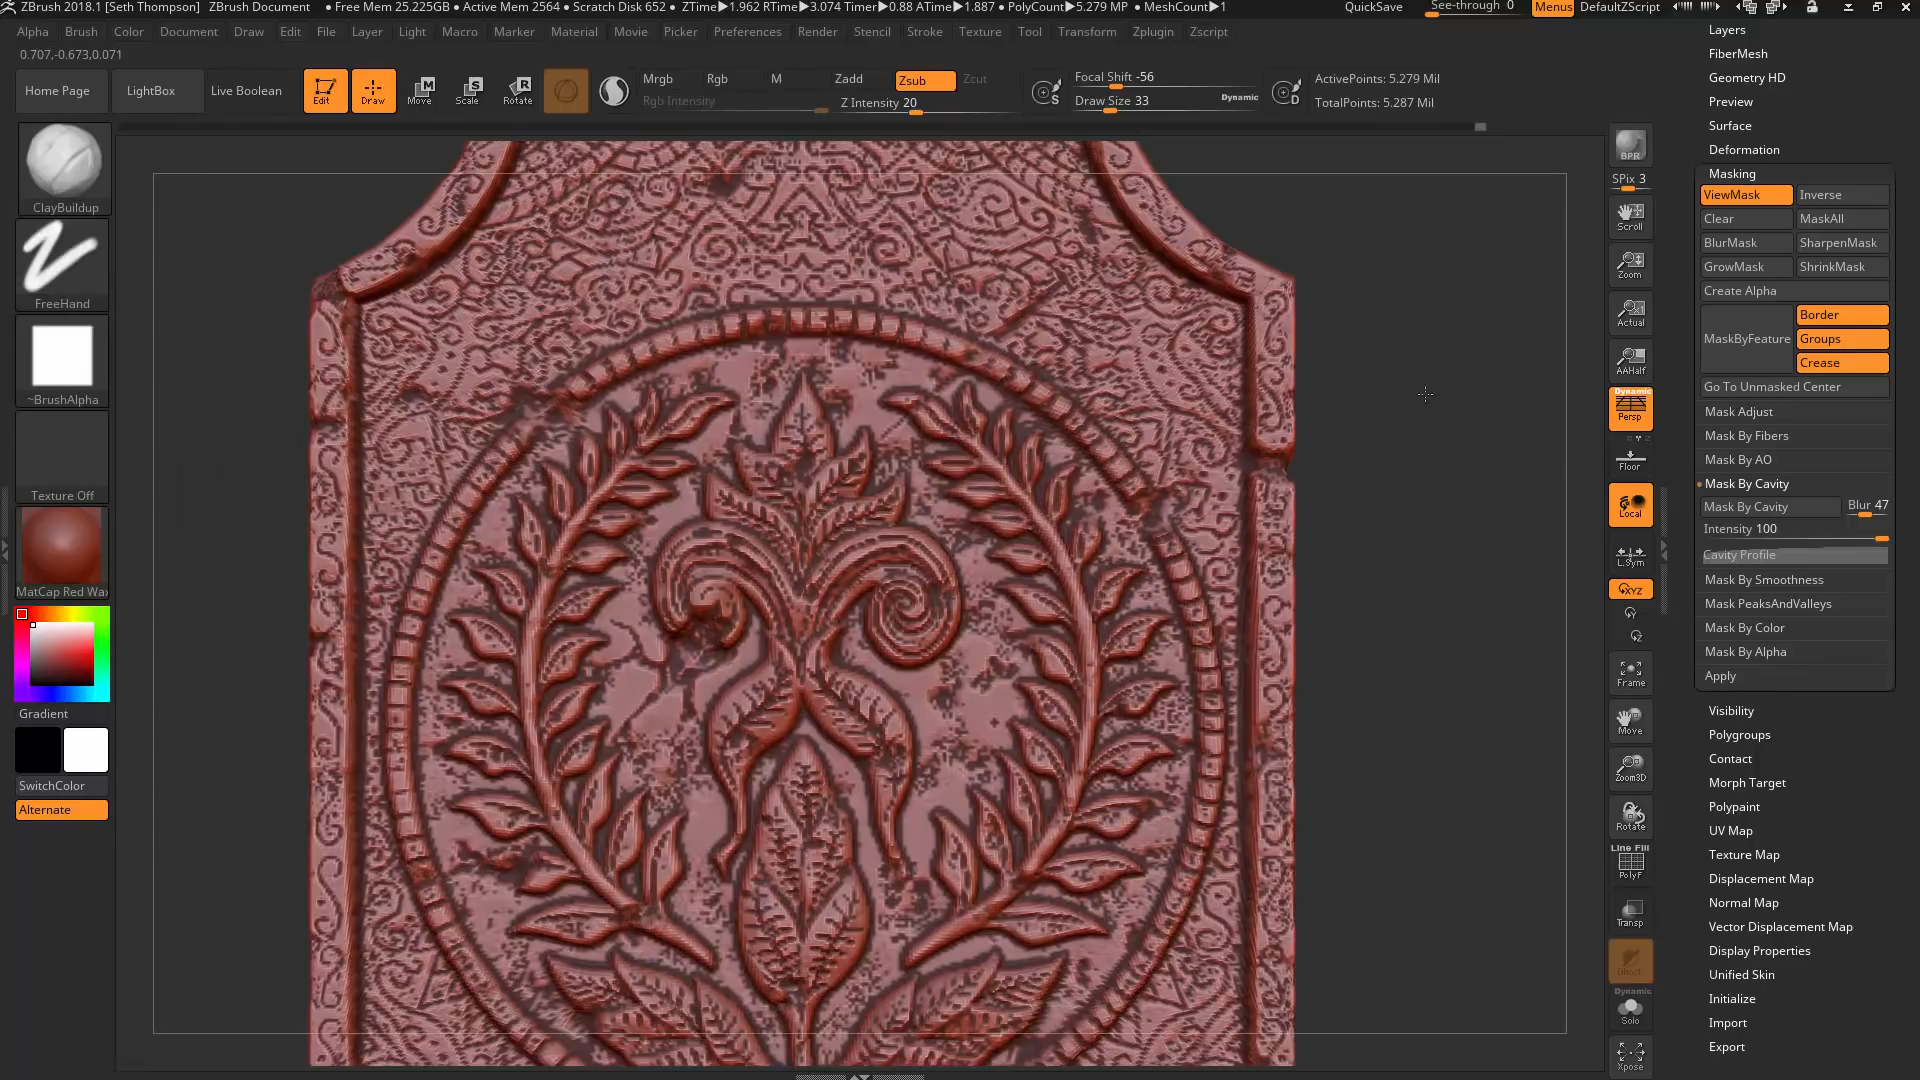 ZBrush 2018.1 [Seth Thompson] ZBrush Document • Free Mem 25.225GB • Active Mem 2564 • Scratch Disk 652 • ZTime▶1.962 RTime▶3.074 Timer▶0.88 ATime▶1.887 • PolyCount▶5.279 MP • MeshCount▶1 QuickSave See-through 0 Menus DefaultZScript
Alpha Brush Color Document Draw Edit File Layer Light Macro Marker Material Movie Picker Preferences Render Stencil Stroke Texture Tool Transform Zplugin Zscript
0.707,-0.673,0.071
Home Page LightBox Live Boolean Edit Draw Move Scale Rotate
Mrgb Rgb M Zadd Zsub Zcut
Rgb Intensity Z Intensity 20
S Focal Shift -56
Draw Size 33 Dynamic
D ActivePoints: 5.279 Mil
TotalPoints: 5.287 Mil
ClayBuildup
FreeHand
~BrushAlpha
Texture Off
MatCap Red Wax
Gradient
SwitchColor
Alternate
BPR
SPix 3
Scroll
Zoom
Actual
AAHalf
Dynamic
Persp
Floor
Local
L.Sym
XYZ
Y
Z
Frame
Move
Zoom3D
Rotate
Line Fill
PolyF
Transp
Ghost
Dynamic
Solo
Xpose
Layers
FiberMesh
Geometry HD
Preview
Surface
Deformation
Masking
ViewMask Inverse
Clear MaskAll
BlurMask SharpenMask
GrowMask ShrinkMask
Create Alpha
MaskByFeature Border
Groups
Crease
Go To Unmasked Center
Mask Adjust
Mask By Fibers
Mask By AO
Mask By Cavity
Mask By Cavity Blur 47
Intensity 100
Cavity Profile
Mask By Smoothness
Mask PeaksAndValleys
Mask By Color
Mask By Alpha
Apply
Visibility
Polygroups
Contact
Morph Target
Polypaint
UV Map
Texture Map
Displacement Map
Normal Map
Vector Displacement Map
Display Properties
Unified Skin
Initialize
Import
Export